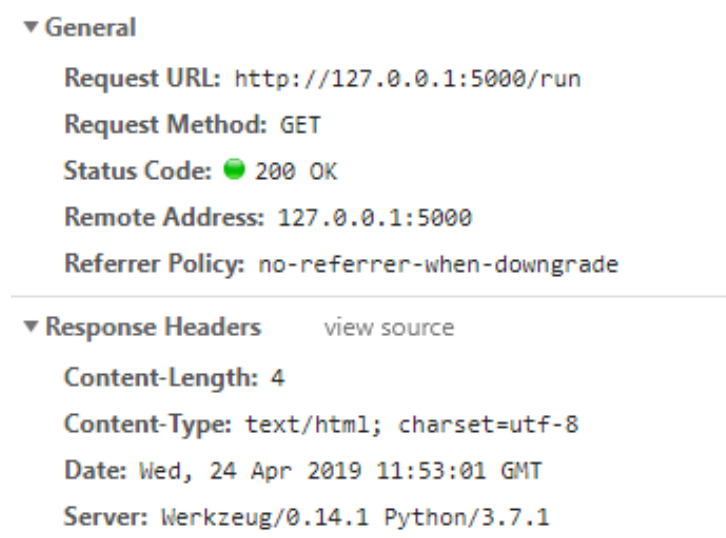 General
Request URL: http://127.0.0.1:5000/run
Request Method: GET
Status Code: 200 OK
Remote Address: 127.0.0.1:5000
Referrer Policy: no-referrer-when-downgrade
Response Headers view source
Content-Length: 4
Content-Type: text/html; charset=utf-8
Date: Wed, 24 Apr 2019 11:53:01 GMT
Server: Werkzeug/0.14.1 Python/3.7.1